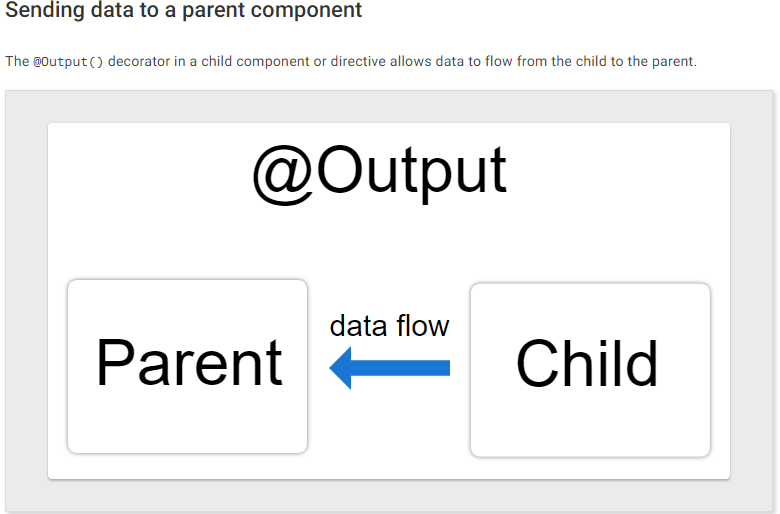 Sending data to a parent component
The @Output() decorator in a child component or directive allows data to flow from the child to the parent.
@Output
data flow
Parent
Child